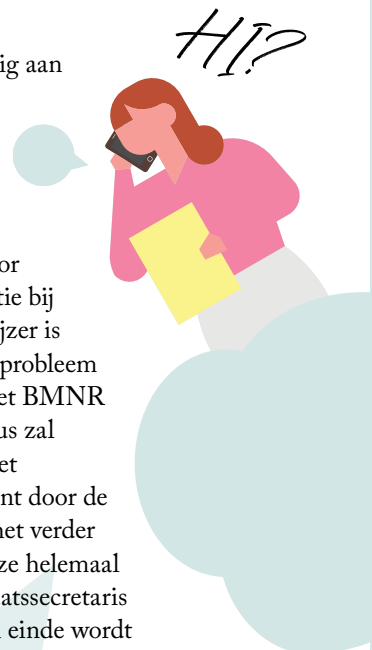 HI?
ig aan
or
tie bij
jzer is
probleem
et BMNR
us zal
et
nt door de
net verder
ze helemaal
atssecretaris
einde wordt